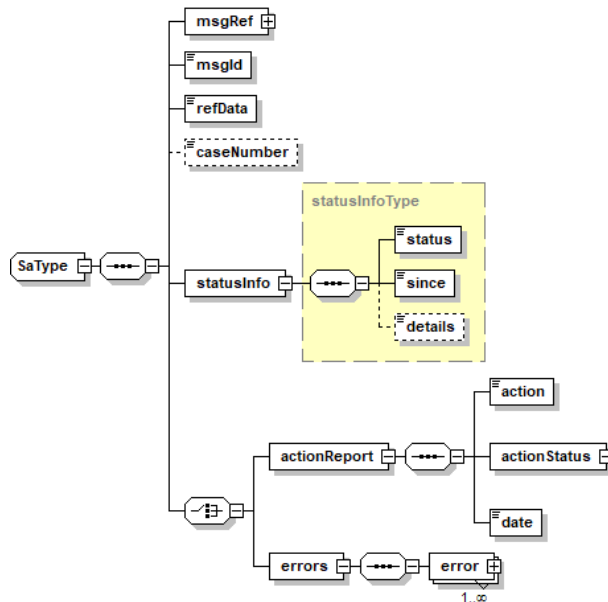 msgRef
msgId
refData
caseNumber
statusInfoType
status
SaType
statusInfo
since
details
action
actionReport
actionStatus
date
errors
error
1..∞